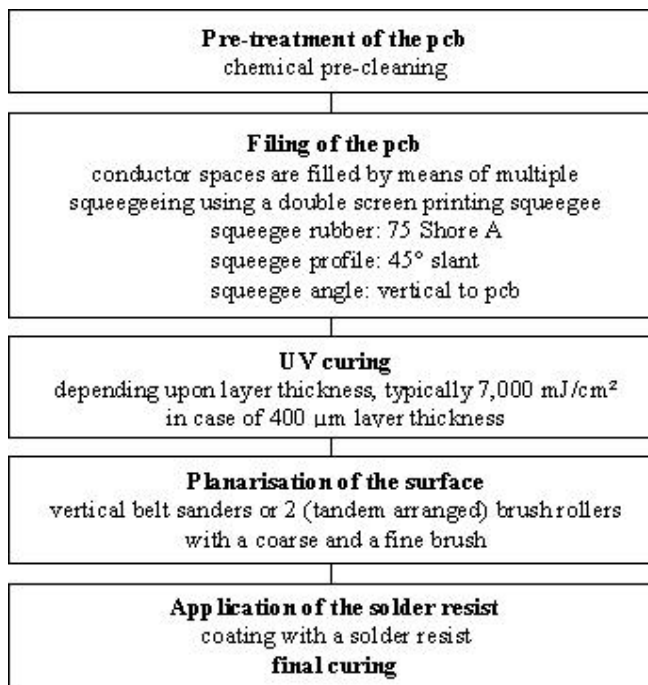 Pre-treatment of the pcb
chemical pre-cleaning
Filing of the pcb
conductor spaces are filled by means of multiple
squeegeeing using a double screen printing squeegee
squeegee rubber: 75 Shore A
squeegee profile: 45° slant
squeegee angle: vertical to pcb
UV curing
depending upon layer thickness, typically 7,000 mJ/cm²
in case of 400 µm layer thickness
Planarisation of the surface
vertical belt sanders or 2 (tandem arranged) brush rollers
with a coarse and a fine brush
Application of the solder resist
coating with a solder resist
final curing